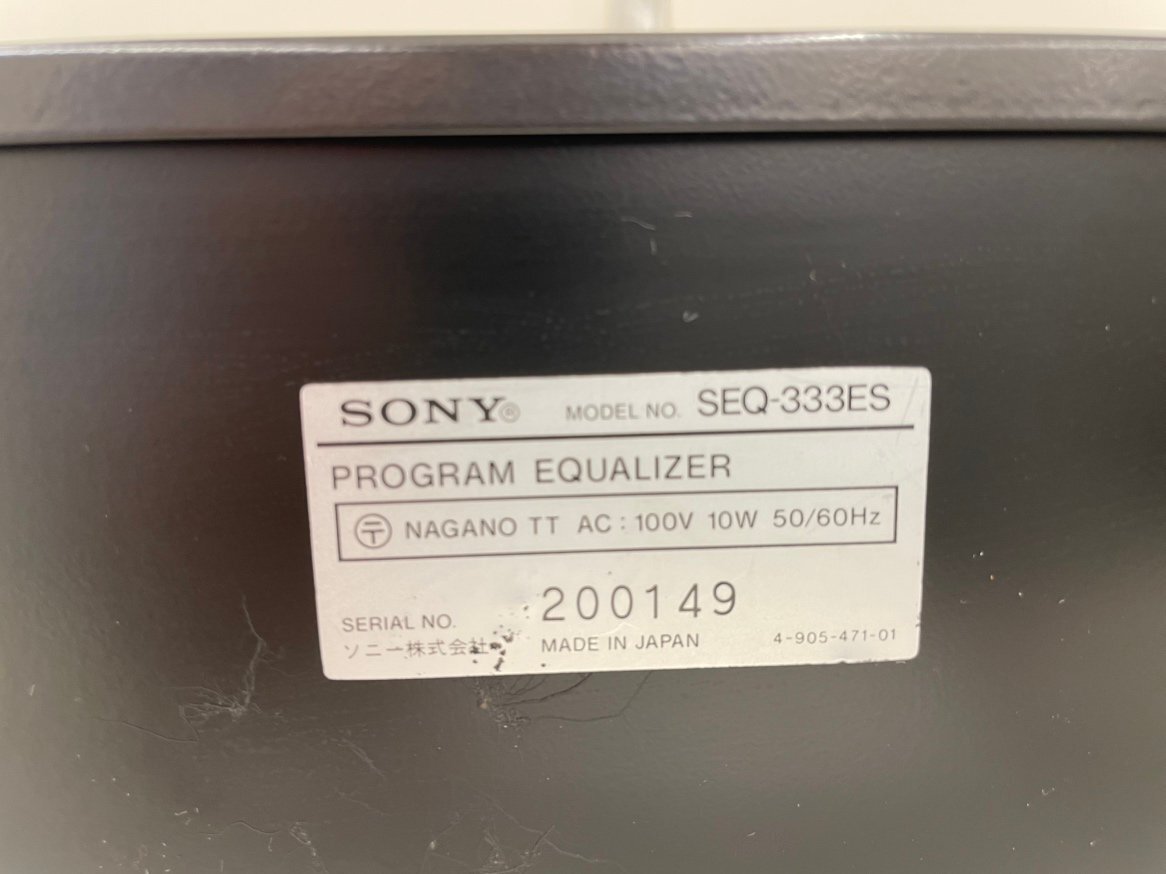 SONY® MODEL NO. SEQ-333ES
PROGRAM EQUALIZER
〶 NAGANO TT AC : 100V 10W 50/60Hz
SERIAL NO. 200149
ソニー株式会社 MADE IN JAPAN 4-905-471-01